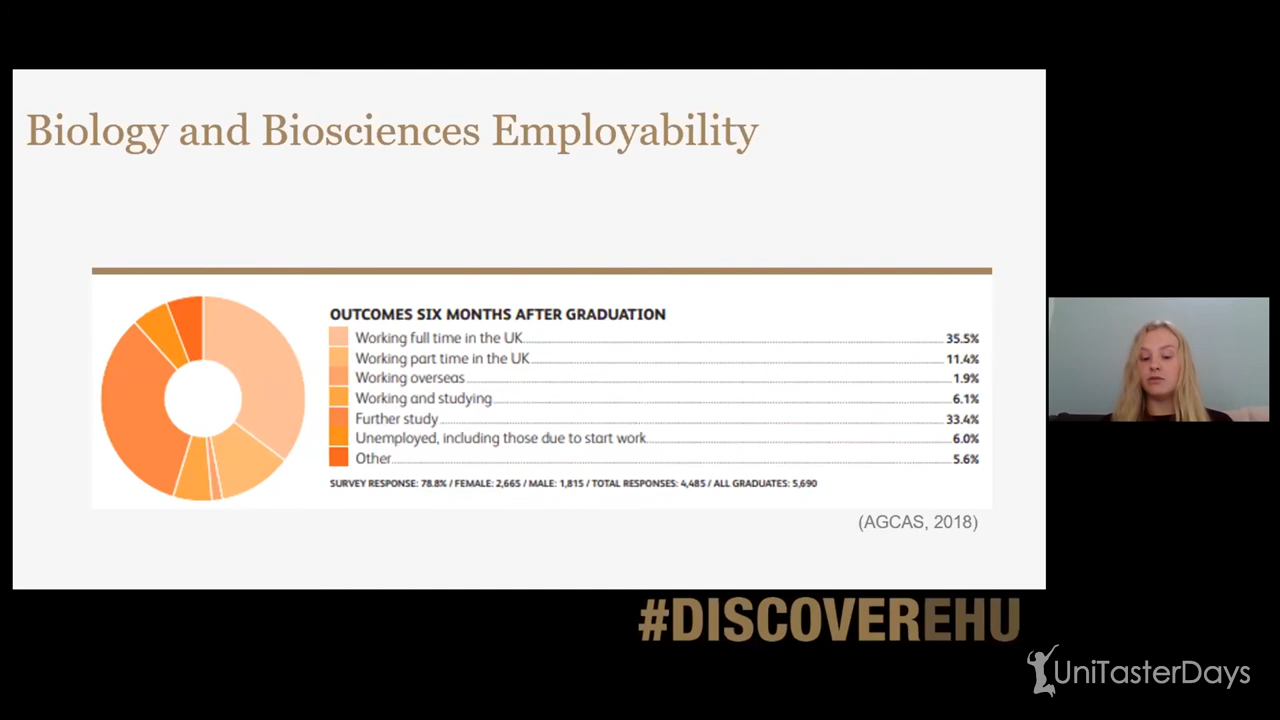 Biology and Biosciences Employability
OUTCOMES SIX MONTHS AFTER GRADUATION
Working full time in the UK 35.5%
Working part time in the UK 11.4%
Working overseas 1.9%
Working and studying 6.1%
Further study 33.4%
Unemployed, including those due to start work 6.0%
Other 5.6%
SURVEY RESPONSE: 78.8% / FEMALE: 2,665 / MALE: 1,815 / TOTAL RESPONSES: 4,485 / ALL GRADUATES: 5,690
(AGCAS, 2018)
#DISCOVEREHU
UniTasterDays